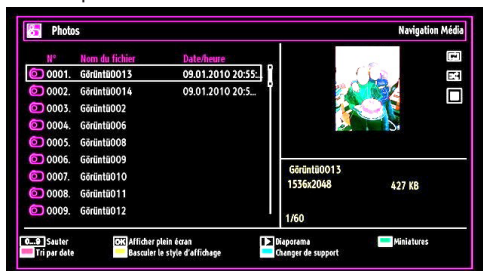 Photos Navigation Média
N° Nom du fichier Date/heure
0001. Görüntü0013 09.01.2010 20:55:..
0002. Görüntü0014 09.01.2010 20:5...
0003. Görüntü002
0004. Görüntü006
0005. Görüntü008
0006. Görüntü009
0007. Görüntü010
0008. Görüntü011
0009. Görüntü012
Görüntü0013
1536x2048 427 KB
1/60
0...9 Sauter OK Afficher plein écran Diaporama Miniatures
Tri par date Basculer le style d'affichage Changer de support